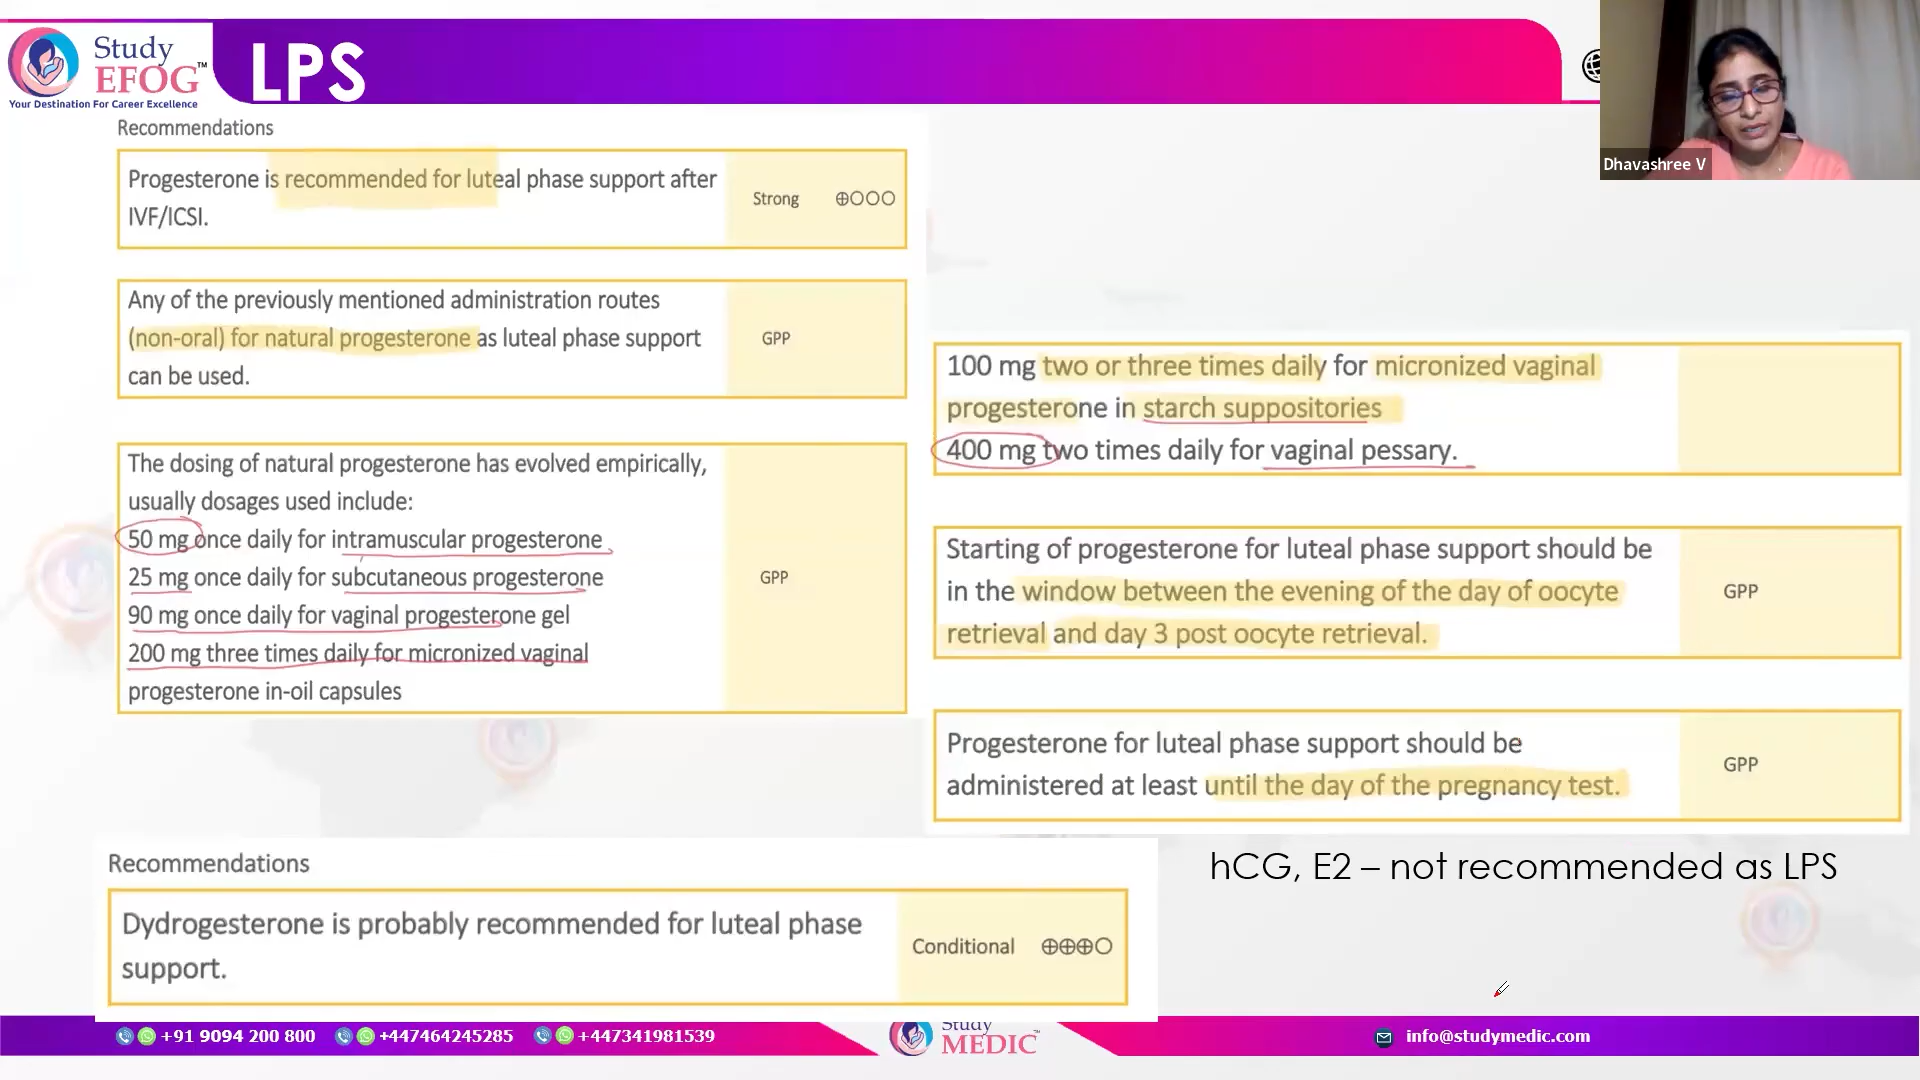 Study
EFOG™
Your Destination For Career Excellence
LPS
Dhavashree V
Recommendations
Progesterone is recommended for luteal phase support after
IVF/ICSI.
Strong ⊕○○○
Any of the previously mentioned administration routes
(non-oral) for natural progesterone as luteal phase support
can be used.
GPP
The dosing of natural progesterone has evolved empirically,
usually dosages used include:
50 mg once daily for intramuscular progesterone
25 mg once daily for subcutaneous progesterone
90 mg once daily for vaginal progesterone gel
200 mg three times daily for micronized vaginal
progesterone in-oil capsules
GPP
100 mg two or three times daily for micronized vaginal
progesterone in starch suppositories
400 mg two times daily for vaginal pessary.
Starting of progesterone for luteal phase support should be
in the window between the evening of the day of oocyte
retrieval and day 3 post oocyte retrieval.
GPP
Progesterone for luteal phase support should be
administered at least until the day of the pregnancy test.
GPP
Recommendations
Dydrogesterone is probably recommended for luteal phase
support.
Conditional ⊕⊕⊕○
hCG, E2 – not recommended as LPS
+91 9094 200 800 +447464245285 +447341981539
Study
MEDIC™
info@studymedic.com